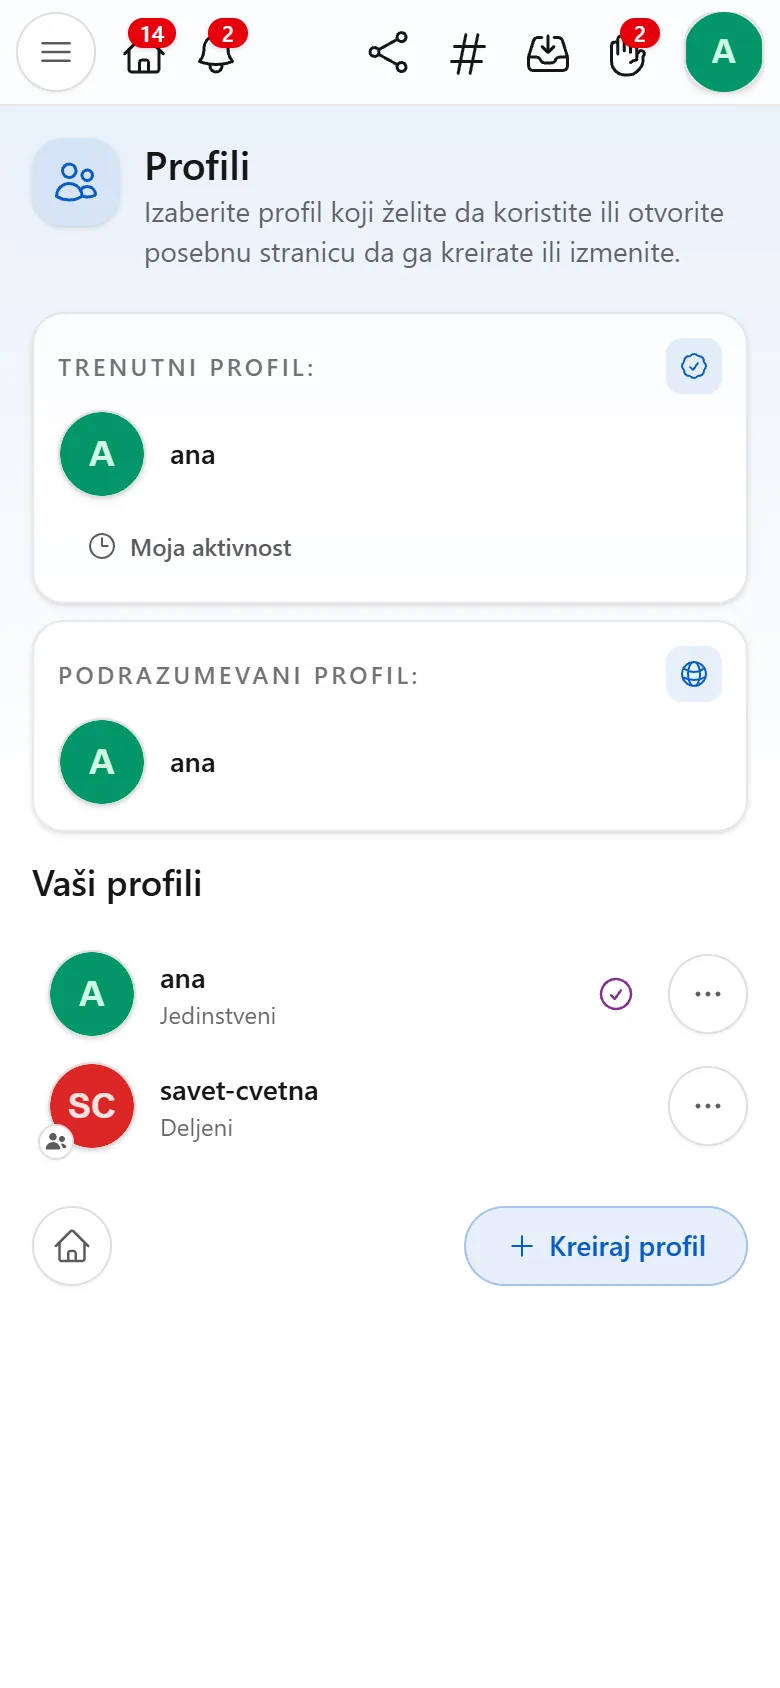 14
2
2
A
Profili
Izaberite profil koji želite da koristite ili otvorite
posebnu stranicu da ga kreirate ili izmenite.
TRENUTNI PROFIL:
A
ana
Moja aktivnost
PODRAZUMEVANI PROFIL:
A
ana
Vaši profili
A
ana
Jedinstveni
SC
savet-cvetna
Deljeni
Kreiraj profil